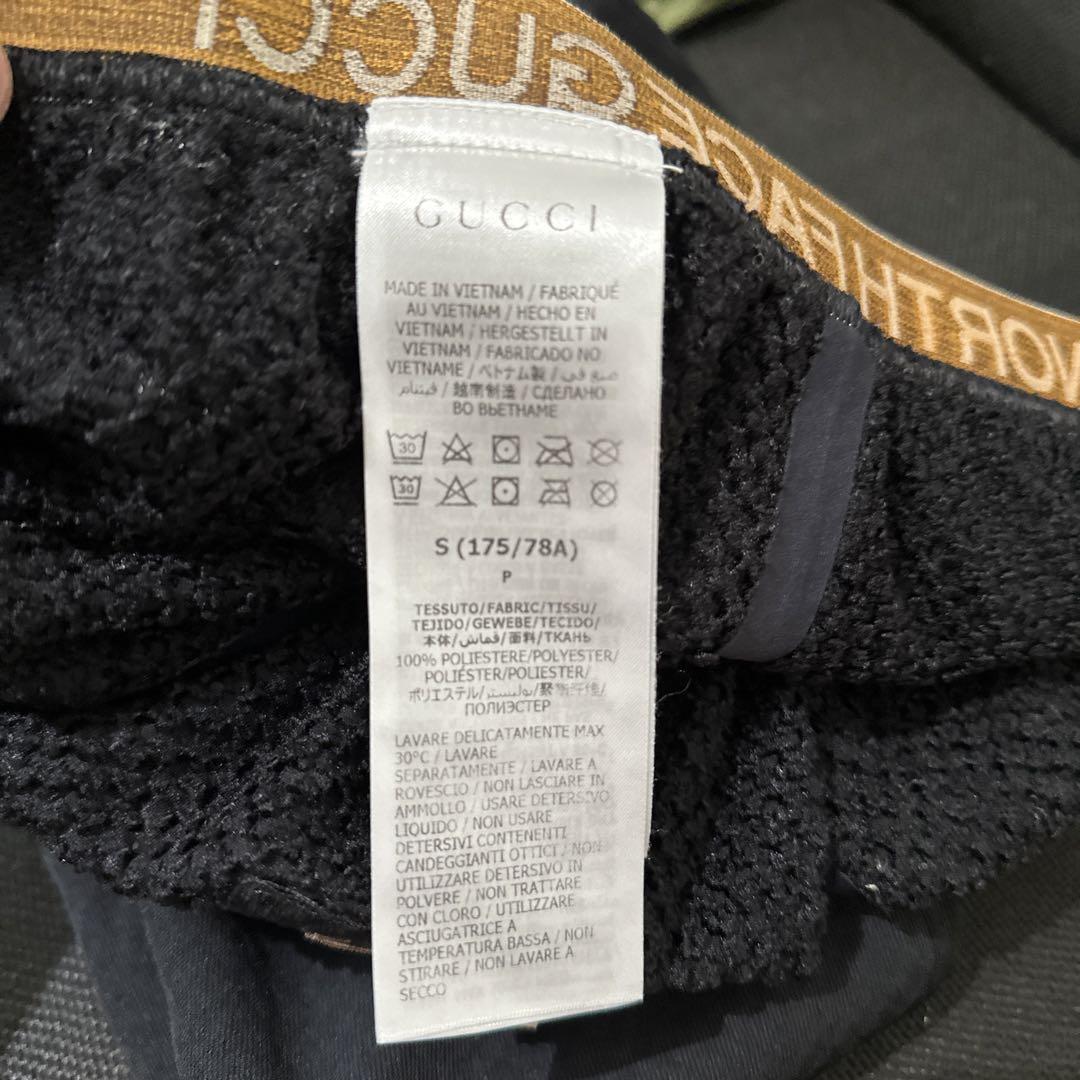 NORTH FACE GUCCI
GUCCI
MADE IN VIETNAM / FABRIQUÉ
AU VIETNAM / HECHO EN
VIETNAM / HERGESTELLT IN
VIETNAM / FABRICADO NO
VIETNAME / ベトナム製 / صنع في
فيتنام / 越南制造 / СДЕЛАНО
ВО ВЬЕТНАМЕ
30
30
S (175/78A)
P
TESSUTO/FABRIC/TISSU/
TEJIDO/GEWEBE/TECIDO/
本体/قماش/面料/ТКАНЬ
100% POLIESTERE/POLYESTER/
POLYESTER/POLIÉSTER/
ポリエステル/بوليستر/聚酯纤维/
ПОЛИЭСТЕР
LAVARE DELICATAMENTE MAX
30°C / LAVARE
SEPARATAMENTE / LAVARE A
ROVESCIO / NON LASCIARE IN
AMMOLLO / USARE DETERSIVO
LIQUIDO / NON USARE
DETERSIVI CONTENENTI
CANDEGGIANTI OTTICI / NON
UTILIZZARE DETERSIVO IN
POLVERE / NON TRATTARE
CON CLORO / UTILIZZARE
ASCIUGATRICE A
TEMPERATURA BASSA / NON
STIRARE / NON LAVARE A
SECCO